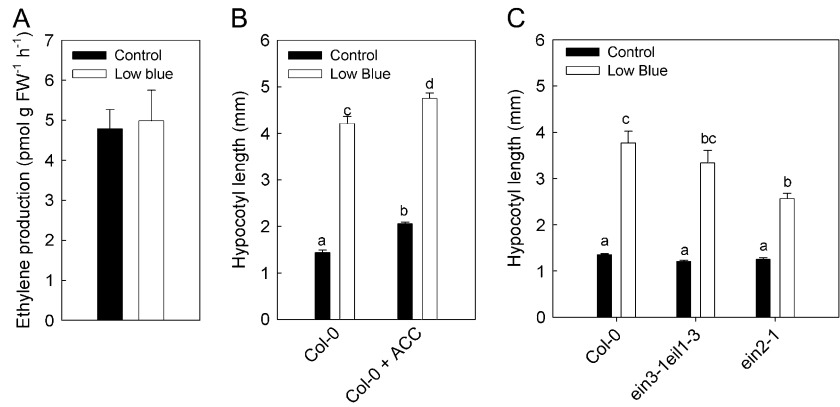 A
Ethylene production (pmol g FW⁻¹ h⁻¹)
7
6
5
4
3
2
1
0
Control
Low blue
B
Hypocotyl length (mm)
6
5
4
3
2
1
0
Control
Low Blue
a
c
b
d
Col-0
Col-0 + ACC
C
Hypocotyl length (mm)
6
5
4
3
2
1
0
Control
Low Blue
a
c
a
bc
a
b
Col-0
ein3-1eil1-3
ein2-1